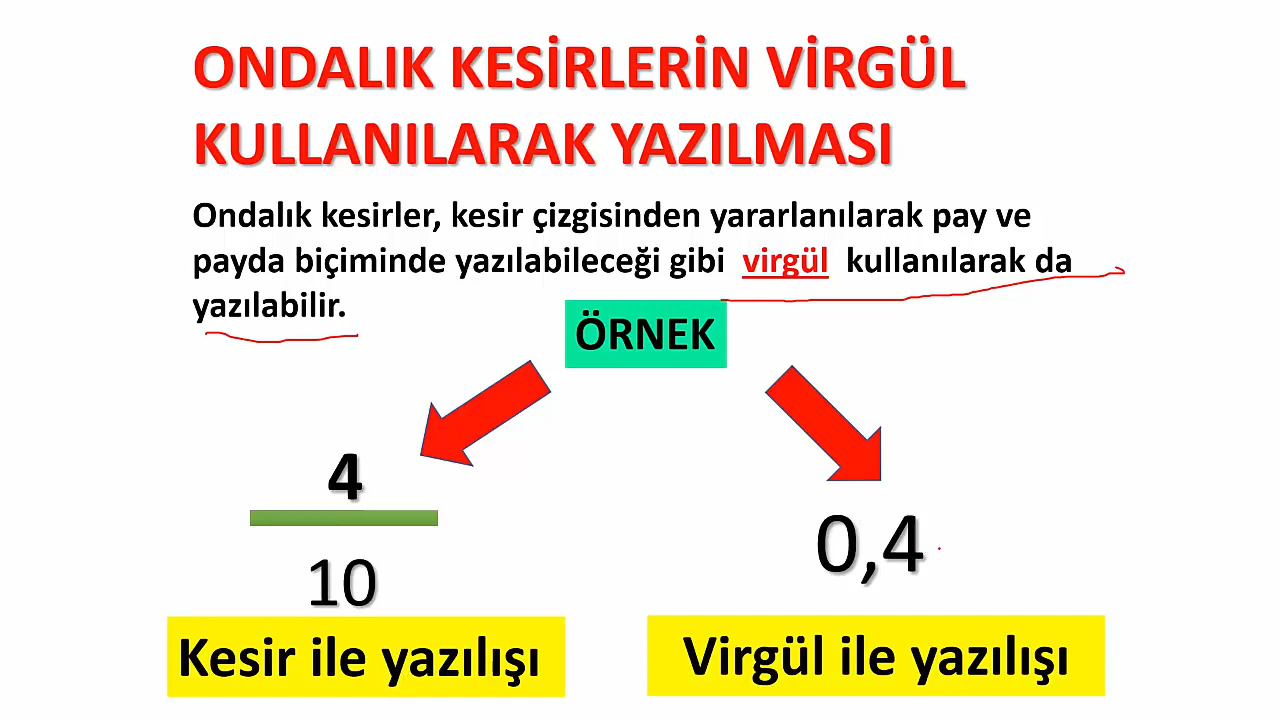 ONDALIK KESİRLERİN VİRGÜL
KULLANILARAK YAZILMASI
Ondalık kesirler, kesir çizgisinden yararlanılarak pay ve
payda biçiminde yazılabileceği gibi virgül kullanılarak da
yazılabilir.
ÖRNEK
4
10
0,4
Kesir ile yazılışı
Virgül ile yazılışı